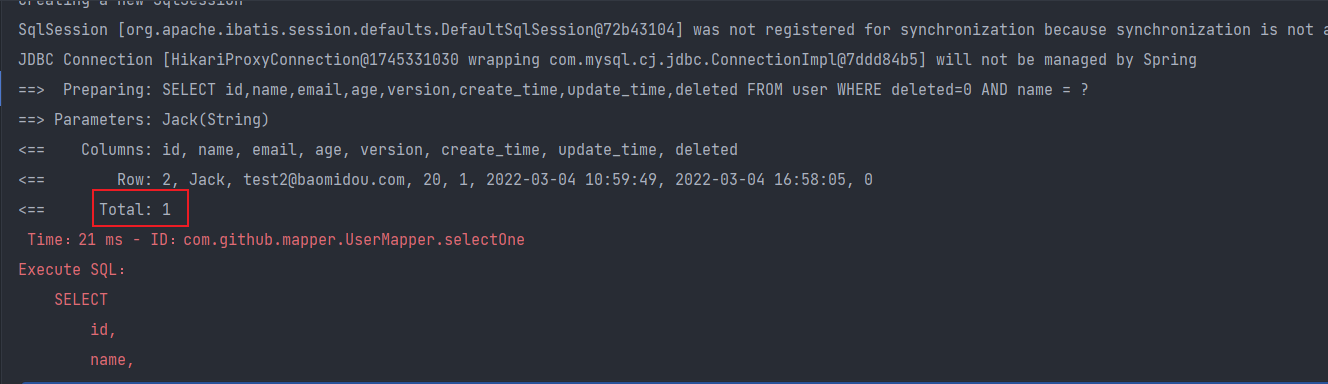 Creating a new SqlSession
SqlSession [org.apache.ibatis.session.defaults.DefaultSqlSession@72b43104] was not registered for synchronization because synchronization is not a
JDBC Connection [HikariProxyConnection@1745331030 wrapping com.mysql.cj.jdbc.ConnectionImpl@7ddd84b5] will not be managed by Spring
==>  Preparing: SELECT id,name,email,age,version,create_time,update_time,deleted FROM user WHERE deleted=0 AND name = ?
==> Parameters: Jack(String)
<==    Columns: id, name, email, age, version, create_time, update_time, deleted
<==        Row: 2, Jack, test2@baomidou.com, 20, 1, 2022-03-04 10:59:49, 2022-03-04 16:58:05, 0
<==      Total: 1
 Time：21 ms - ID：com.github.mapper.UserMapper.selectOne
Execute SQL：
    SELECT
        id,
        name,